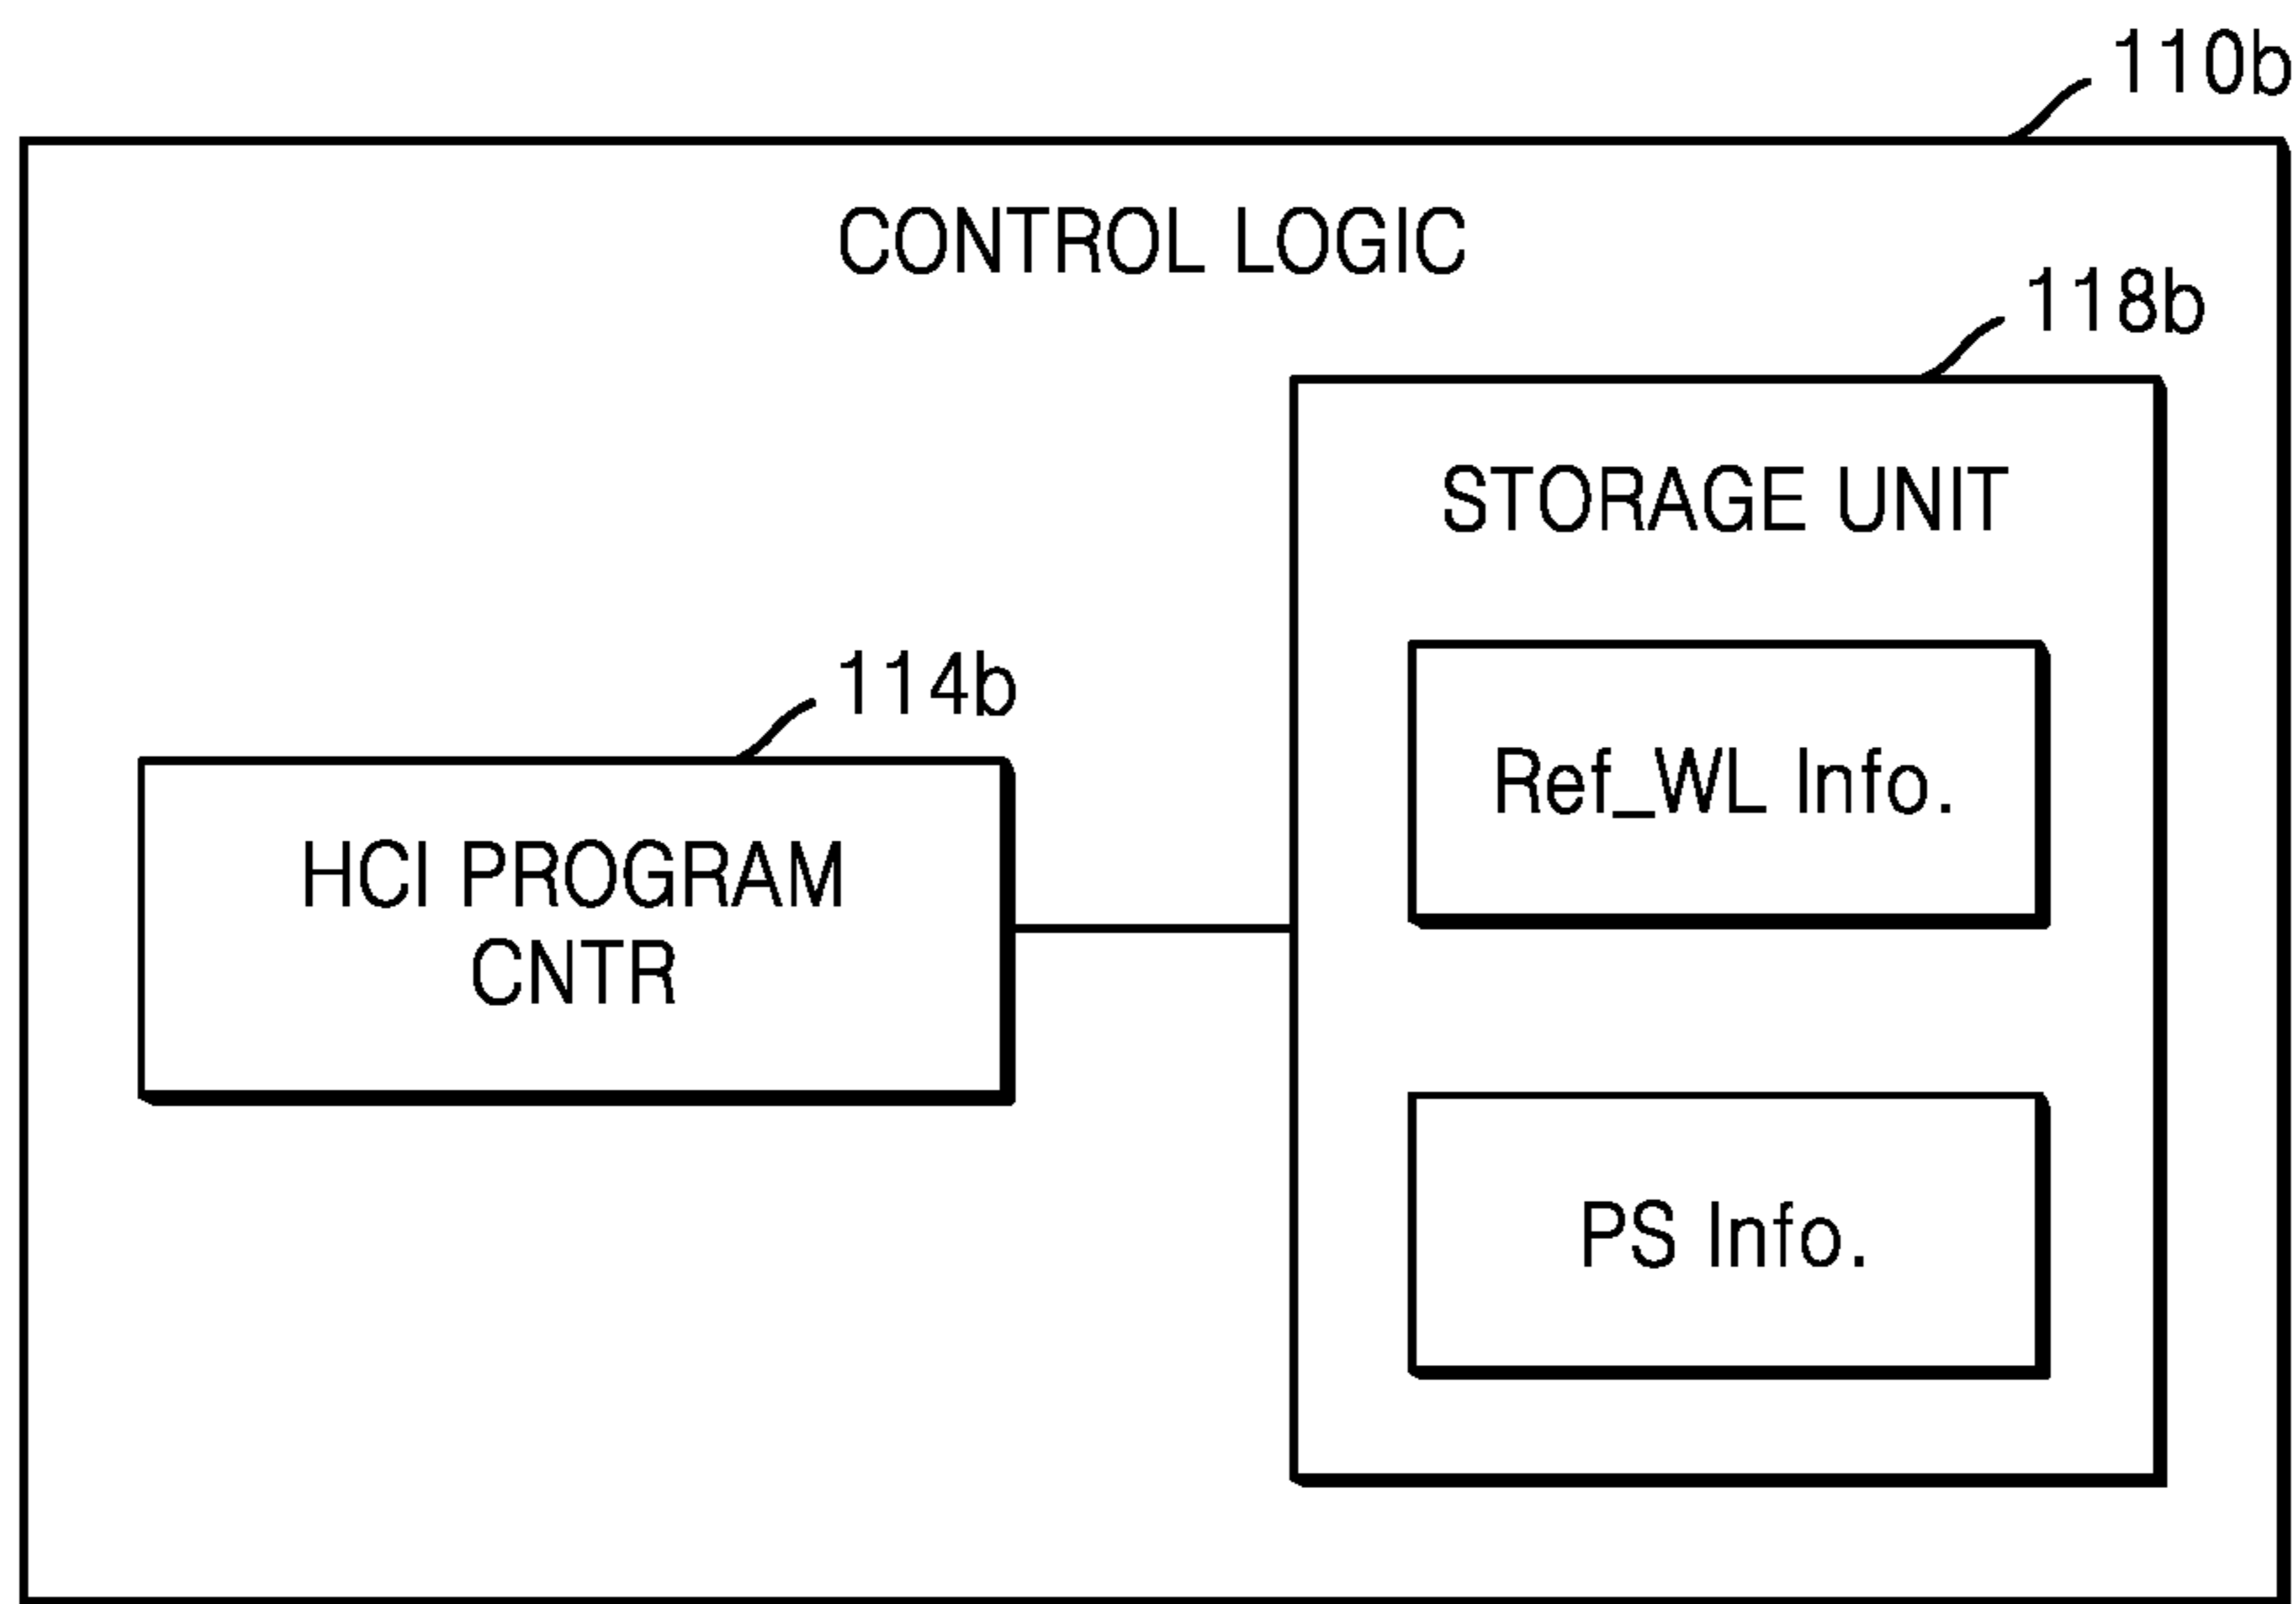 110b
CONTROL LOGIC
118b
STORAGE UNIT
114b
Ref_WL Info.
HCI PROGRAM
CNTR
PS Info.